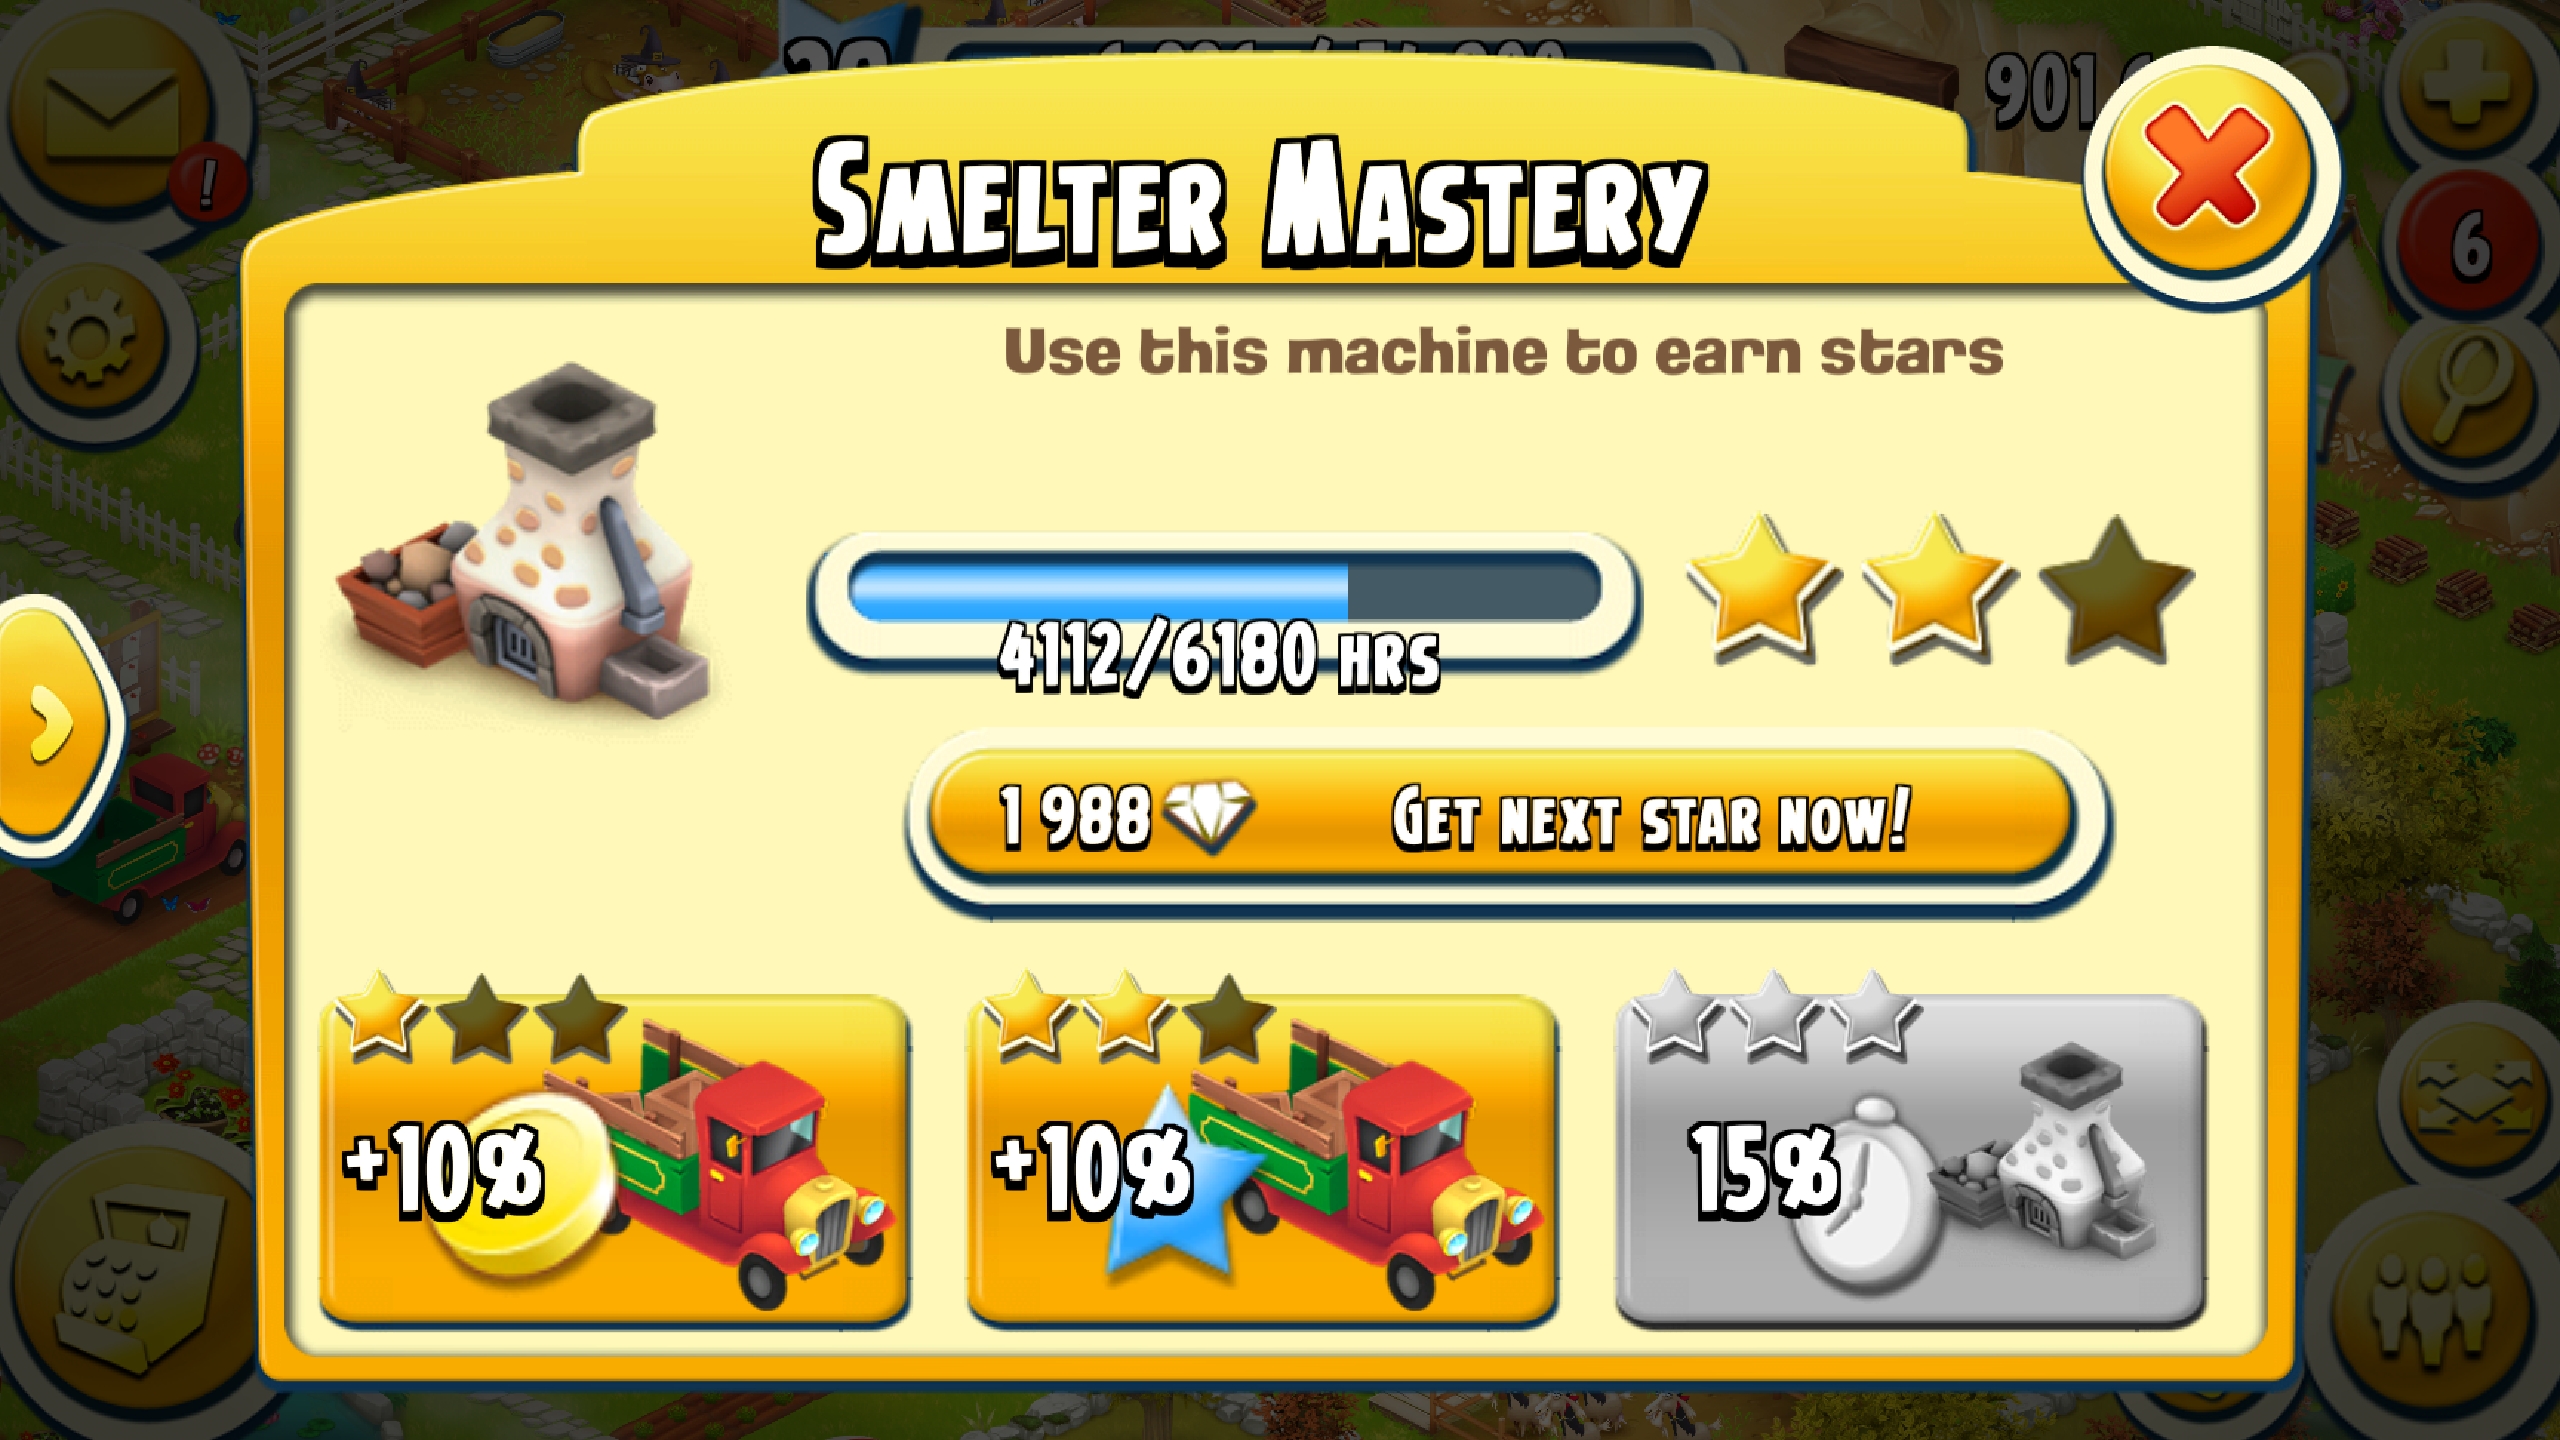 901
!
Smelter Mastery
6
Use this machine to earn stars
4112/6180 hrs
1 988 Get next star now!
+10%
+10%
15%